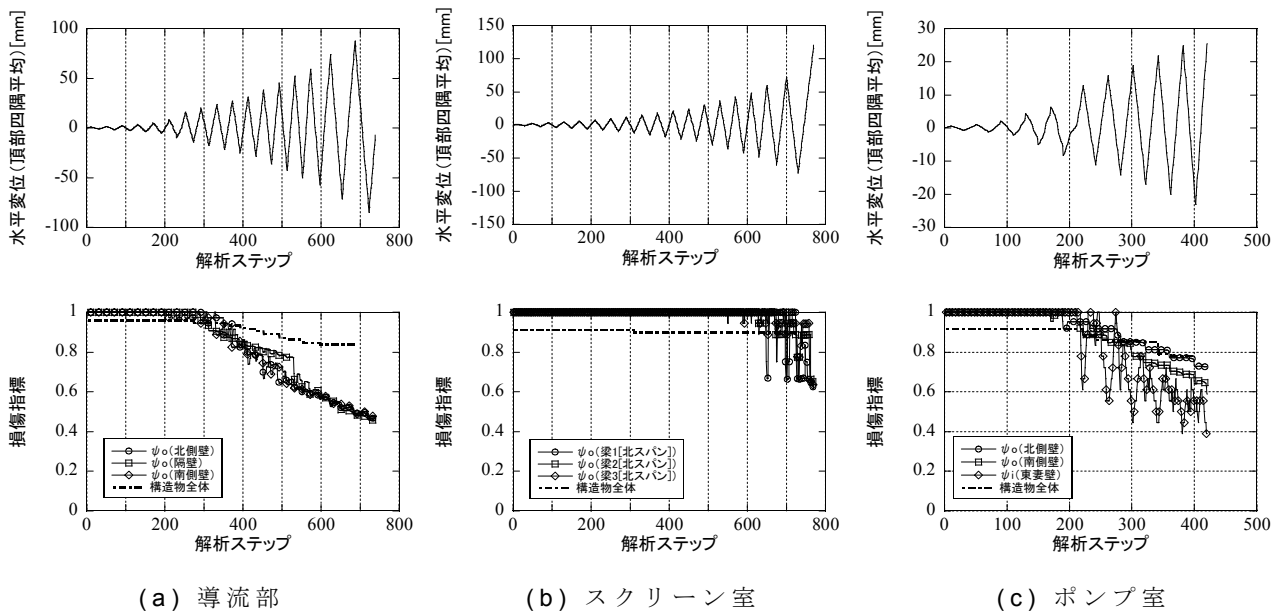 水平変位(頂部四隅平均)[mm]
100
50
0
-50
-100
0 200 400 600 800
解析ステップ
水平変位(頂部四隅平均)[mm]
150
100
50
0
-50
-100
-150
0 200 400 600 800
解析ステップ
水平変位(頂部四隅平均)[mm]
30
20
10
0
-10
-20
-30
0 100 200 300 400 500
解析ステップ
損傷指標
1
0.8
0.6
0.4
0.2
0
ψo(北側壁)
ψo(隔壁)
ψo(南側壁)
構造物全体
0 200 400 600 800
解析ステップ
損傷指標
1
0.8
0.6
0.4
0.2
0
ψo(梁1[北スパン])
ψo(梁2[北スパン])
ψo(梁3[北スパン])
構造物全体
0 200 400 600 800
解析ステップ
損傷指標
1
0.8
0.6
0.4
0.2
0
ψo(北側壁)
ψo(南側壁)
ψi(東妻壁)
構造物全体
0 100 200 300 400 500
解析ステップ
(a) 導流部
(b) スクリーン室
(c) ポンプ室